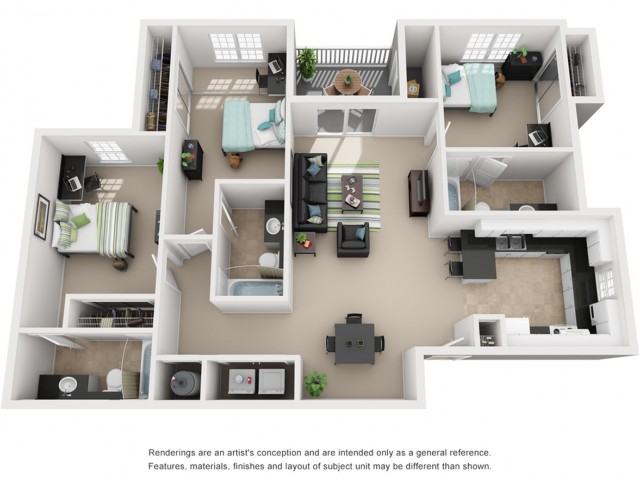 Renderings are an artist's conception and are intended only as a general reference.
Features, materials, finishes and layout of subject unit may be different than shown.